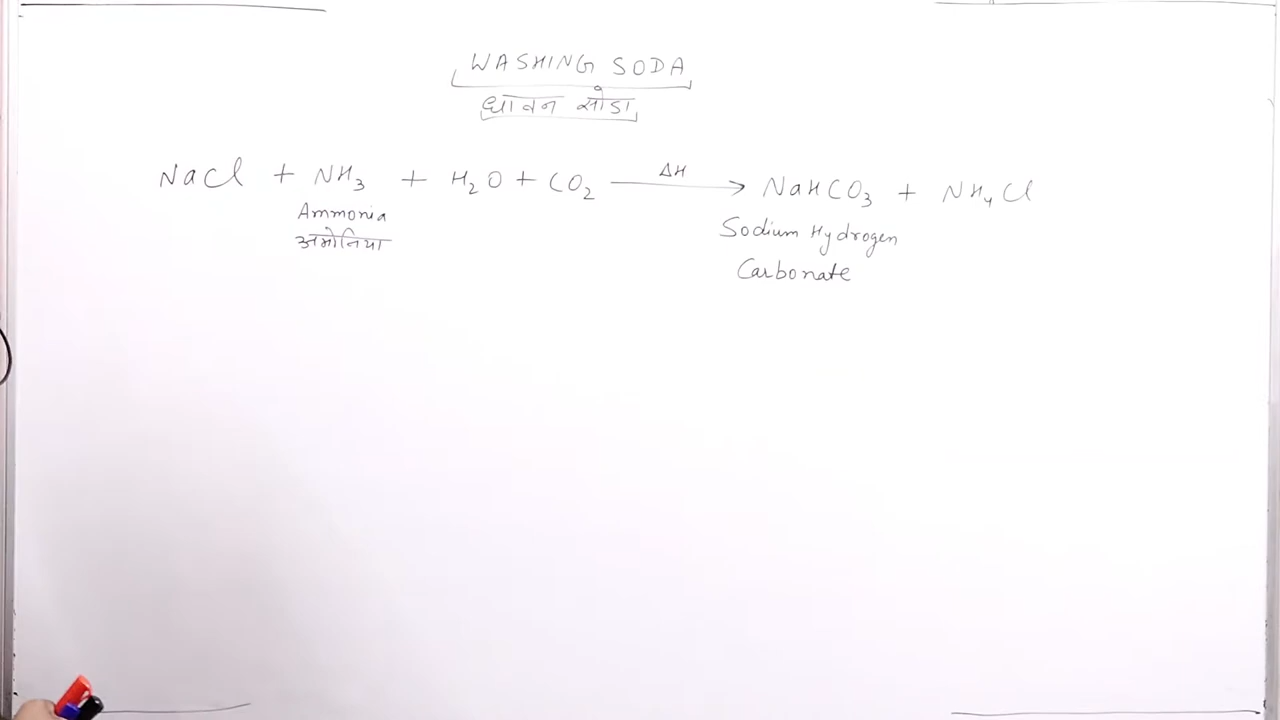 WASHING SODA
धावन सोडा
NaCl + NH₃ + H₂O + CO₂ ⟶ ΔH NaHCO₃ + NH₄Cl
Ammonia
अमोनिया
Sodium Hydrogen
Carbonate